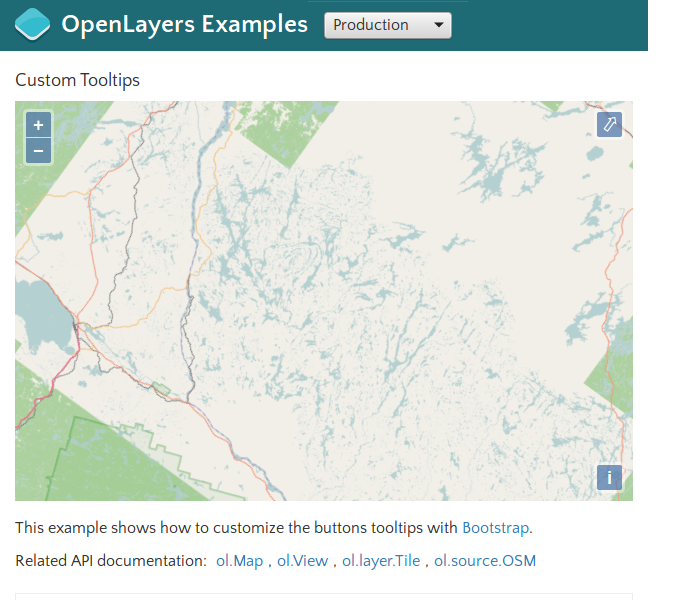 OpenLayers Examples
Production
Custom Tooltips
+
−
i
This example shows how to customize the buttons tooltips with Bootstrap.
Related API documentation: ol.Map , ol.View , ol.layer.Tile , ol.source.OSM